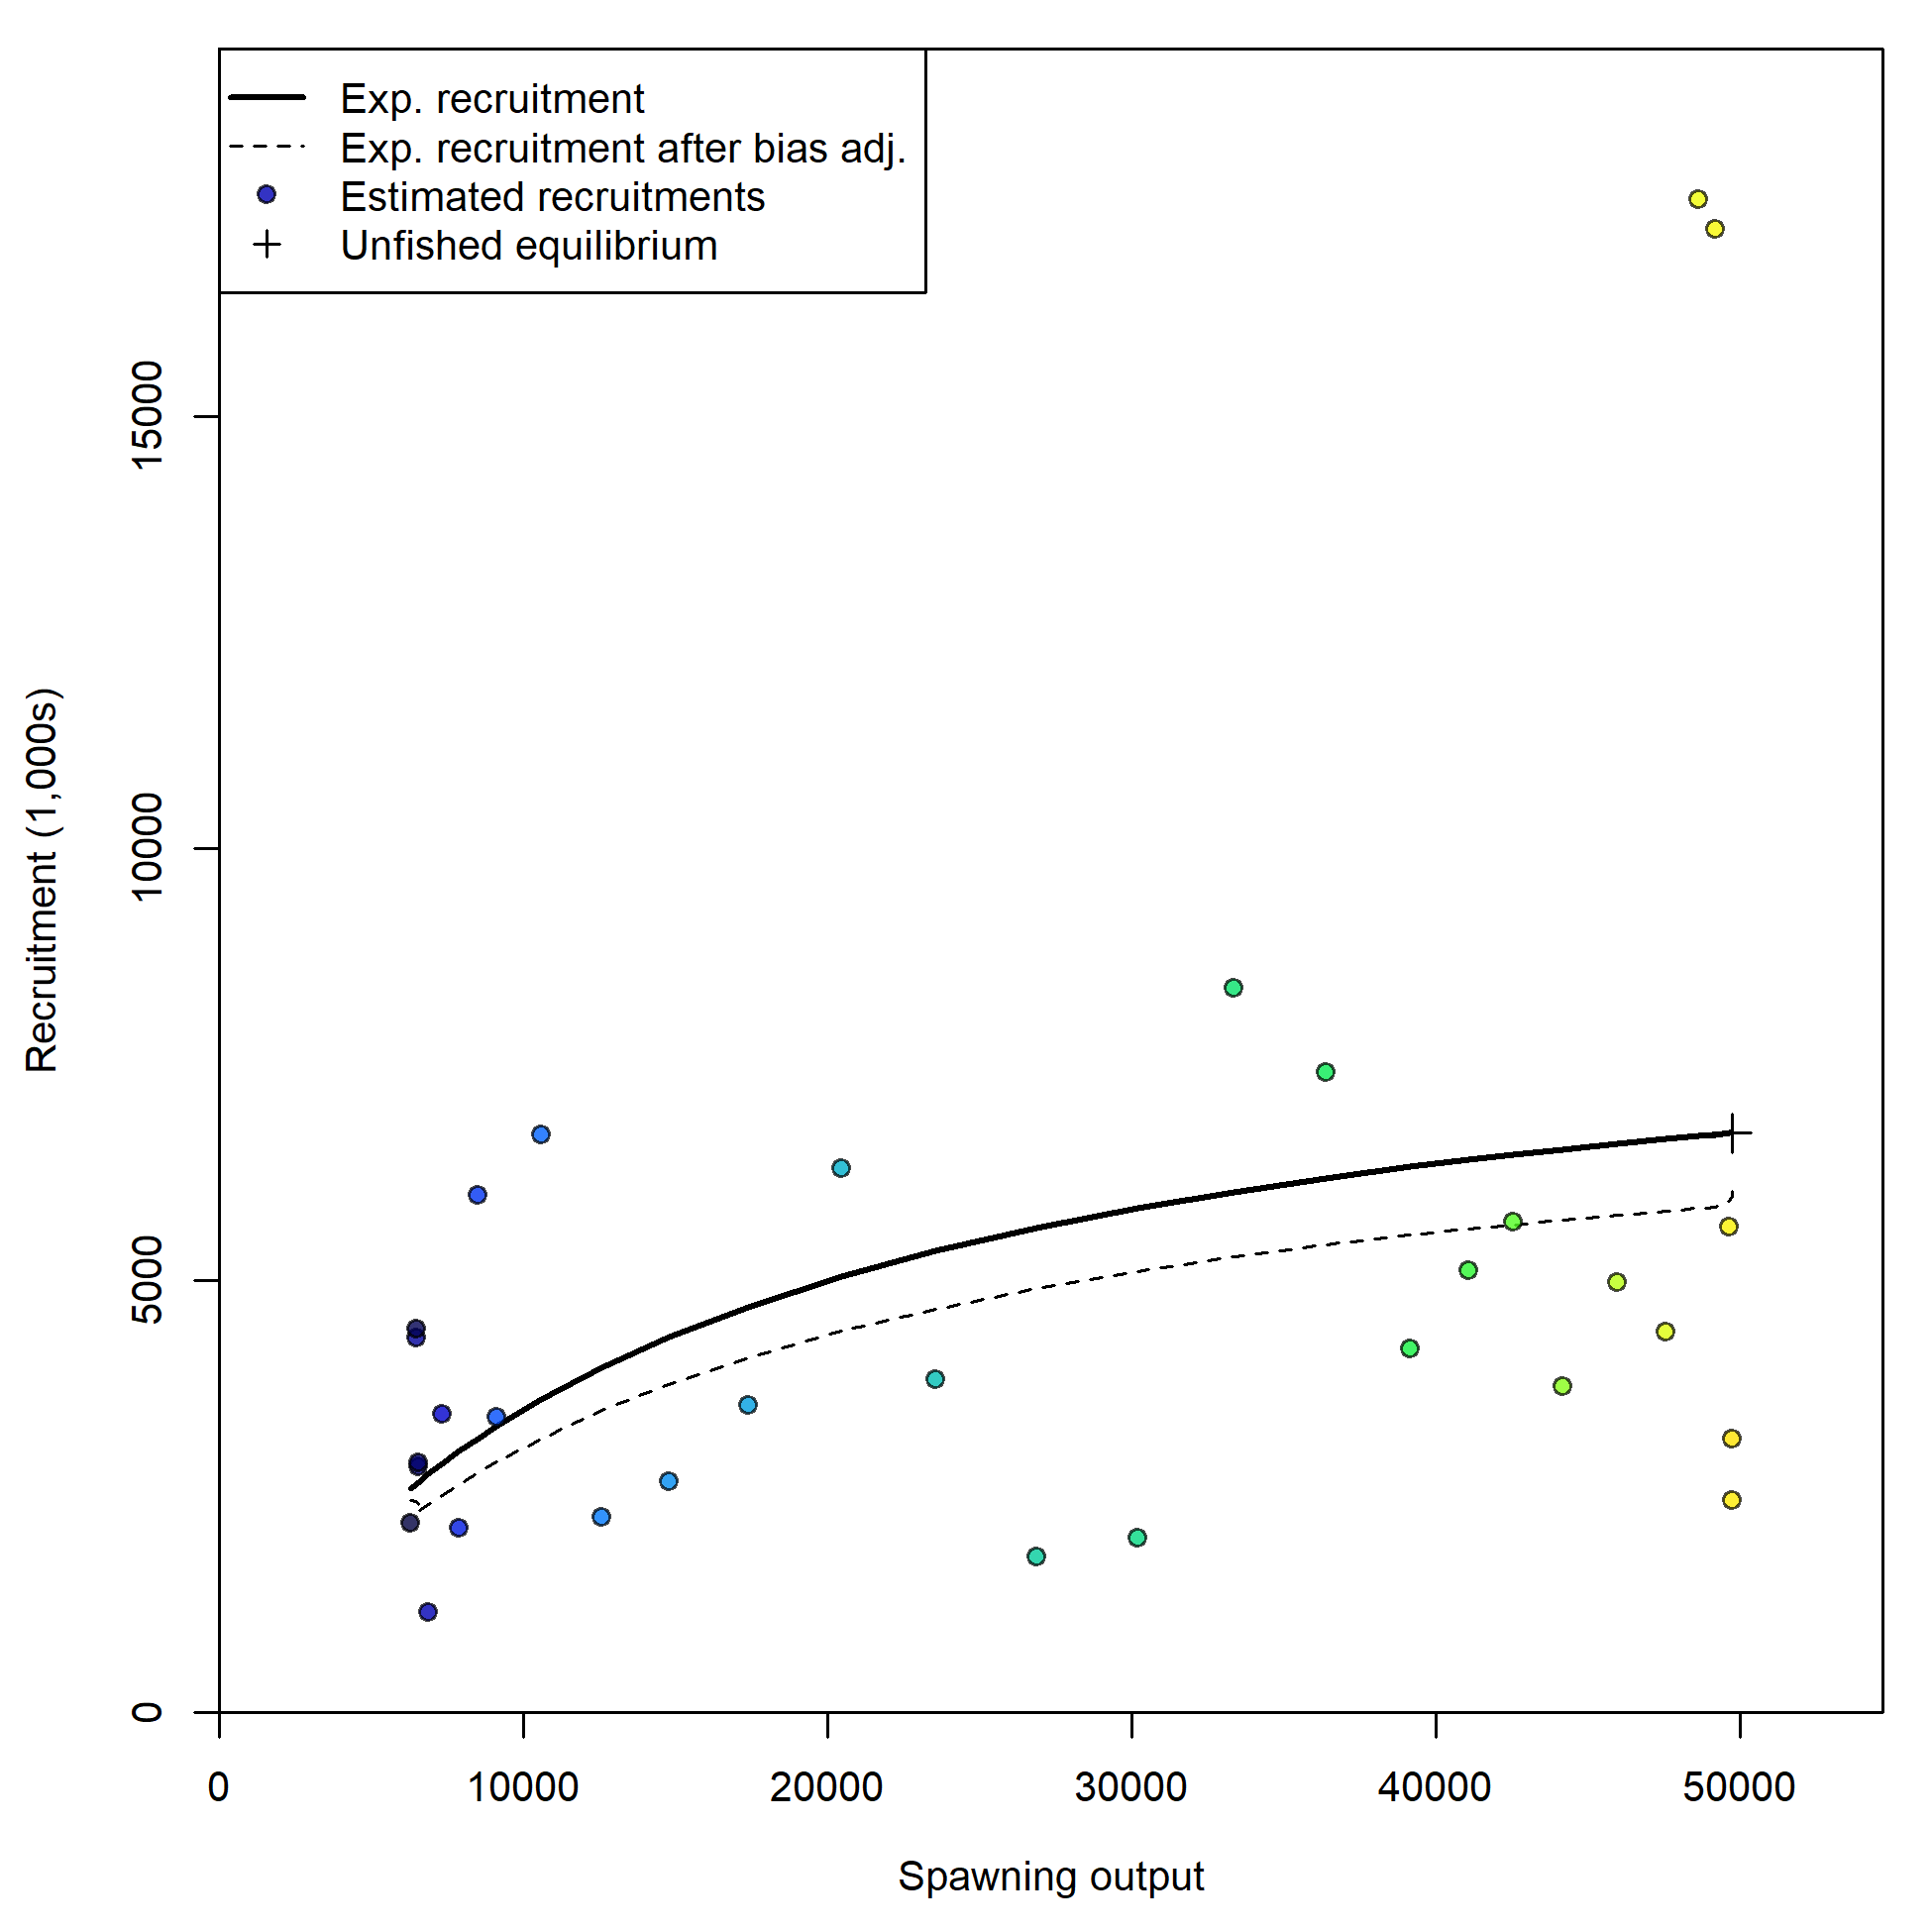 Exp. recruitment
Exp. recruitment after bias adj.
Estimated recruitments
Unfished equilibrium
15000
10000
5000
0
Recruitment (1,000s)
0 10000 20000 30000 40000 50000
Spawning output